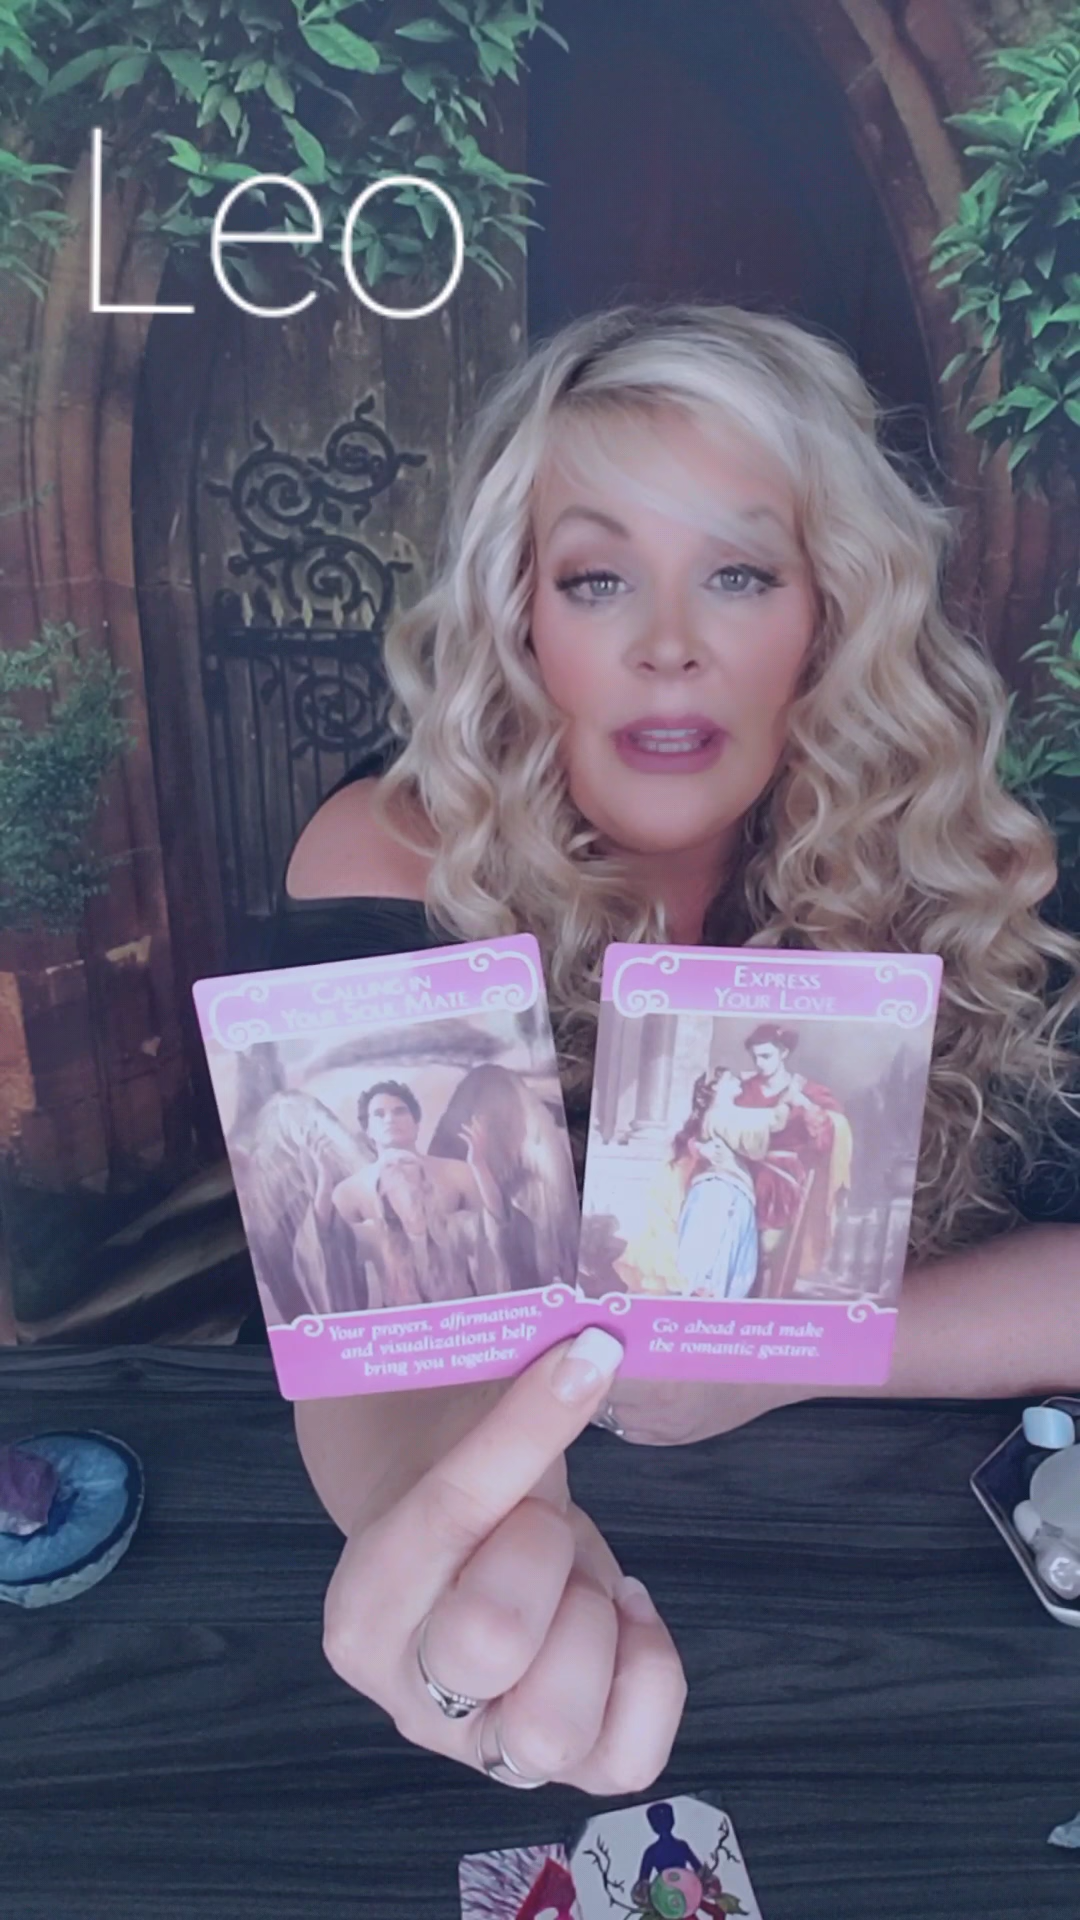 Leo
CALLING IN
YOUR SOUL MATE
Your prayers, affirmations,
and visualizations help
bring you together.
EXPRESS
YOUR LOVE
Go ahead and make
the romantic gesture.